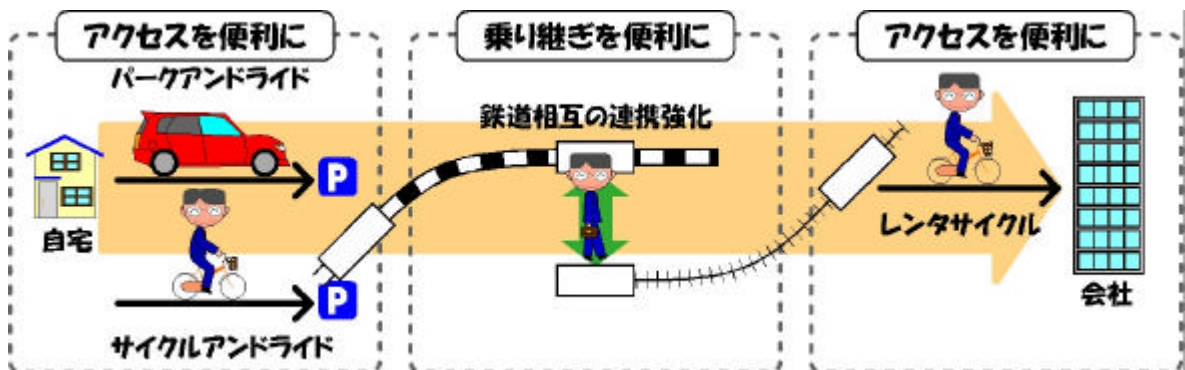 アクセスを便利に
パークアンドライド
自宅
P
P
サイクルアンドライド
乗り継ぎを便利に
鉄道相互の連携強化
アクセスを便利に
レンタサイクル
会社